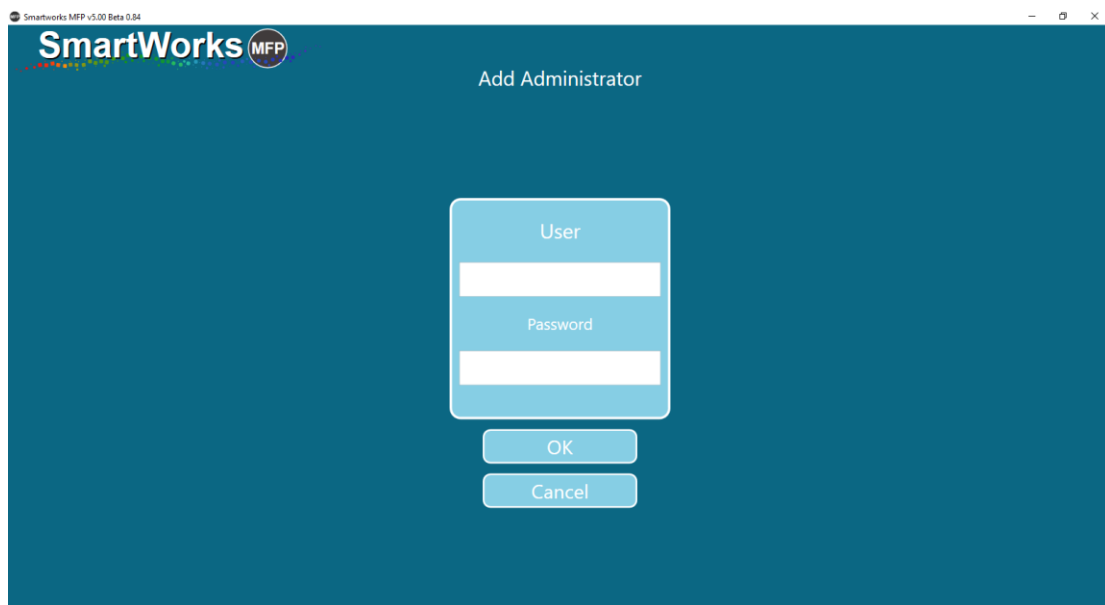 Smartworks MFP v5.00 Beta 0.84
SmartWorks MFP
Add Administrator
User
Password
OK
Cancel